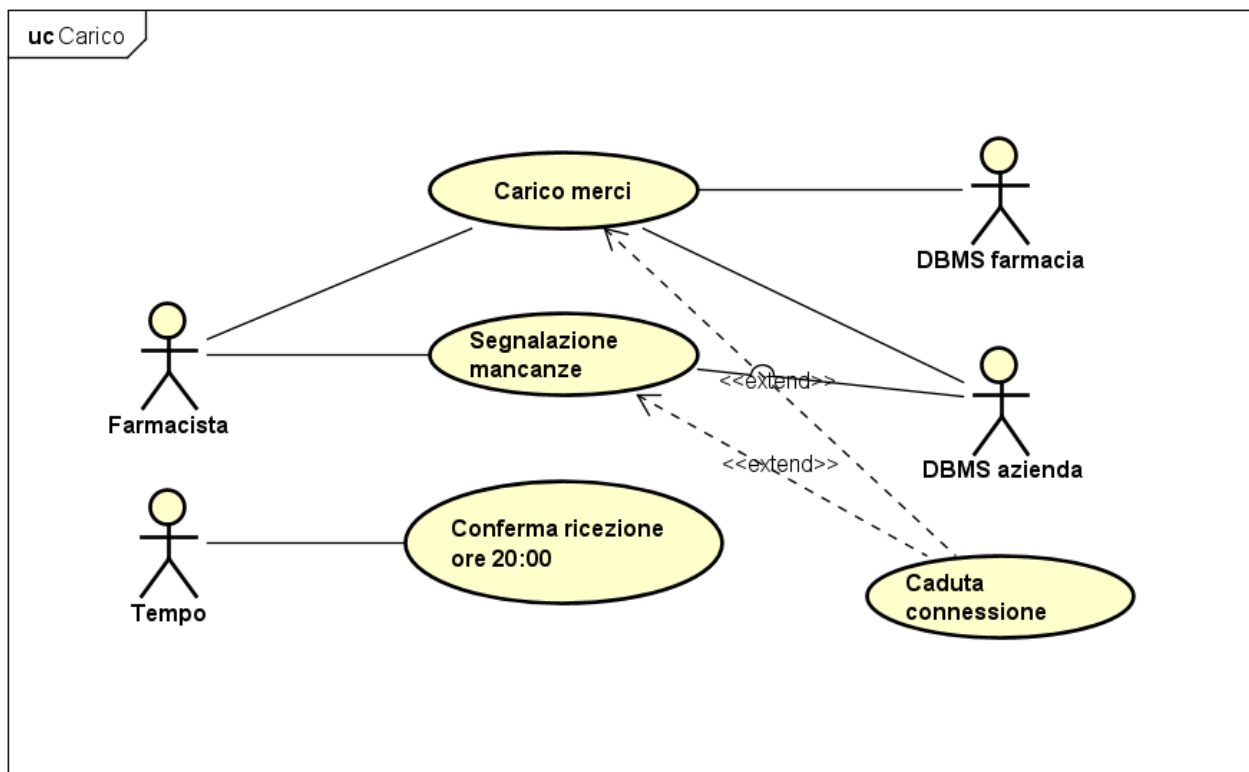 uc Carico
Carico merci
DBMS farmacia
Segnalazione
mancanze
<<extend>>
Farmacista
DBMS azienda
<<extend>>
Conferma ricezione
ore 20:00
Tempo
Caduta
connessione